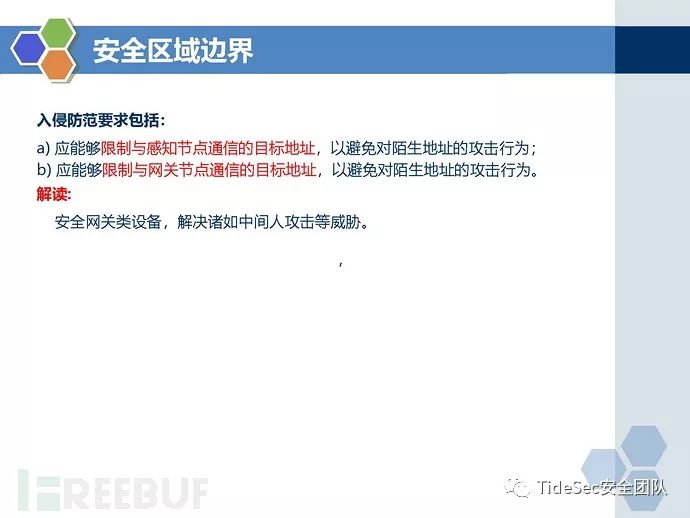 安全区域边界
入侵防范要求包括：
a) 应能够限制与感知节点通信的目标地址，以避免对陌生地址的攻击行为；
b) 应能够限制与网关节点通信的目标地址，以避免对陌生地址的攻击行为。
解读:
安全网关类设备，解决诸如中间人攻击等威胁。
，
FREEBUF
TideSec安全团队